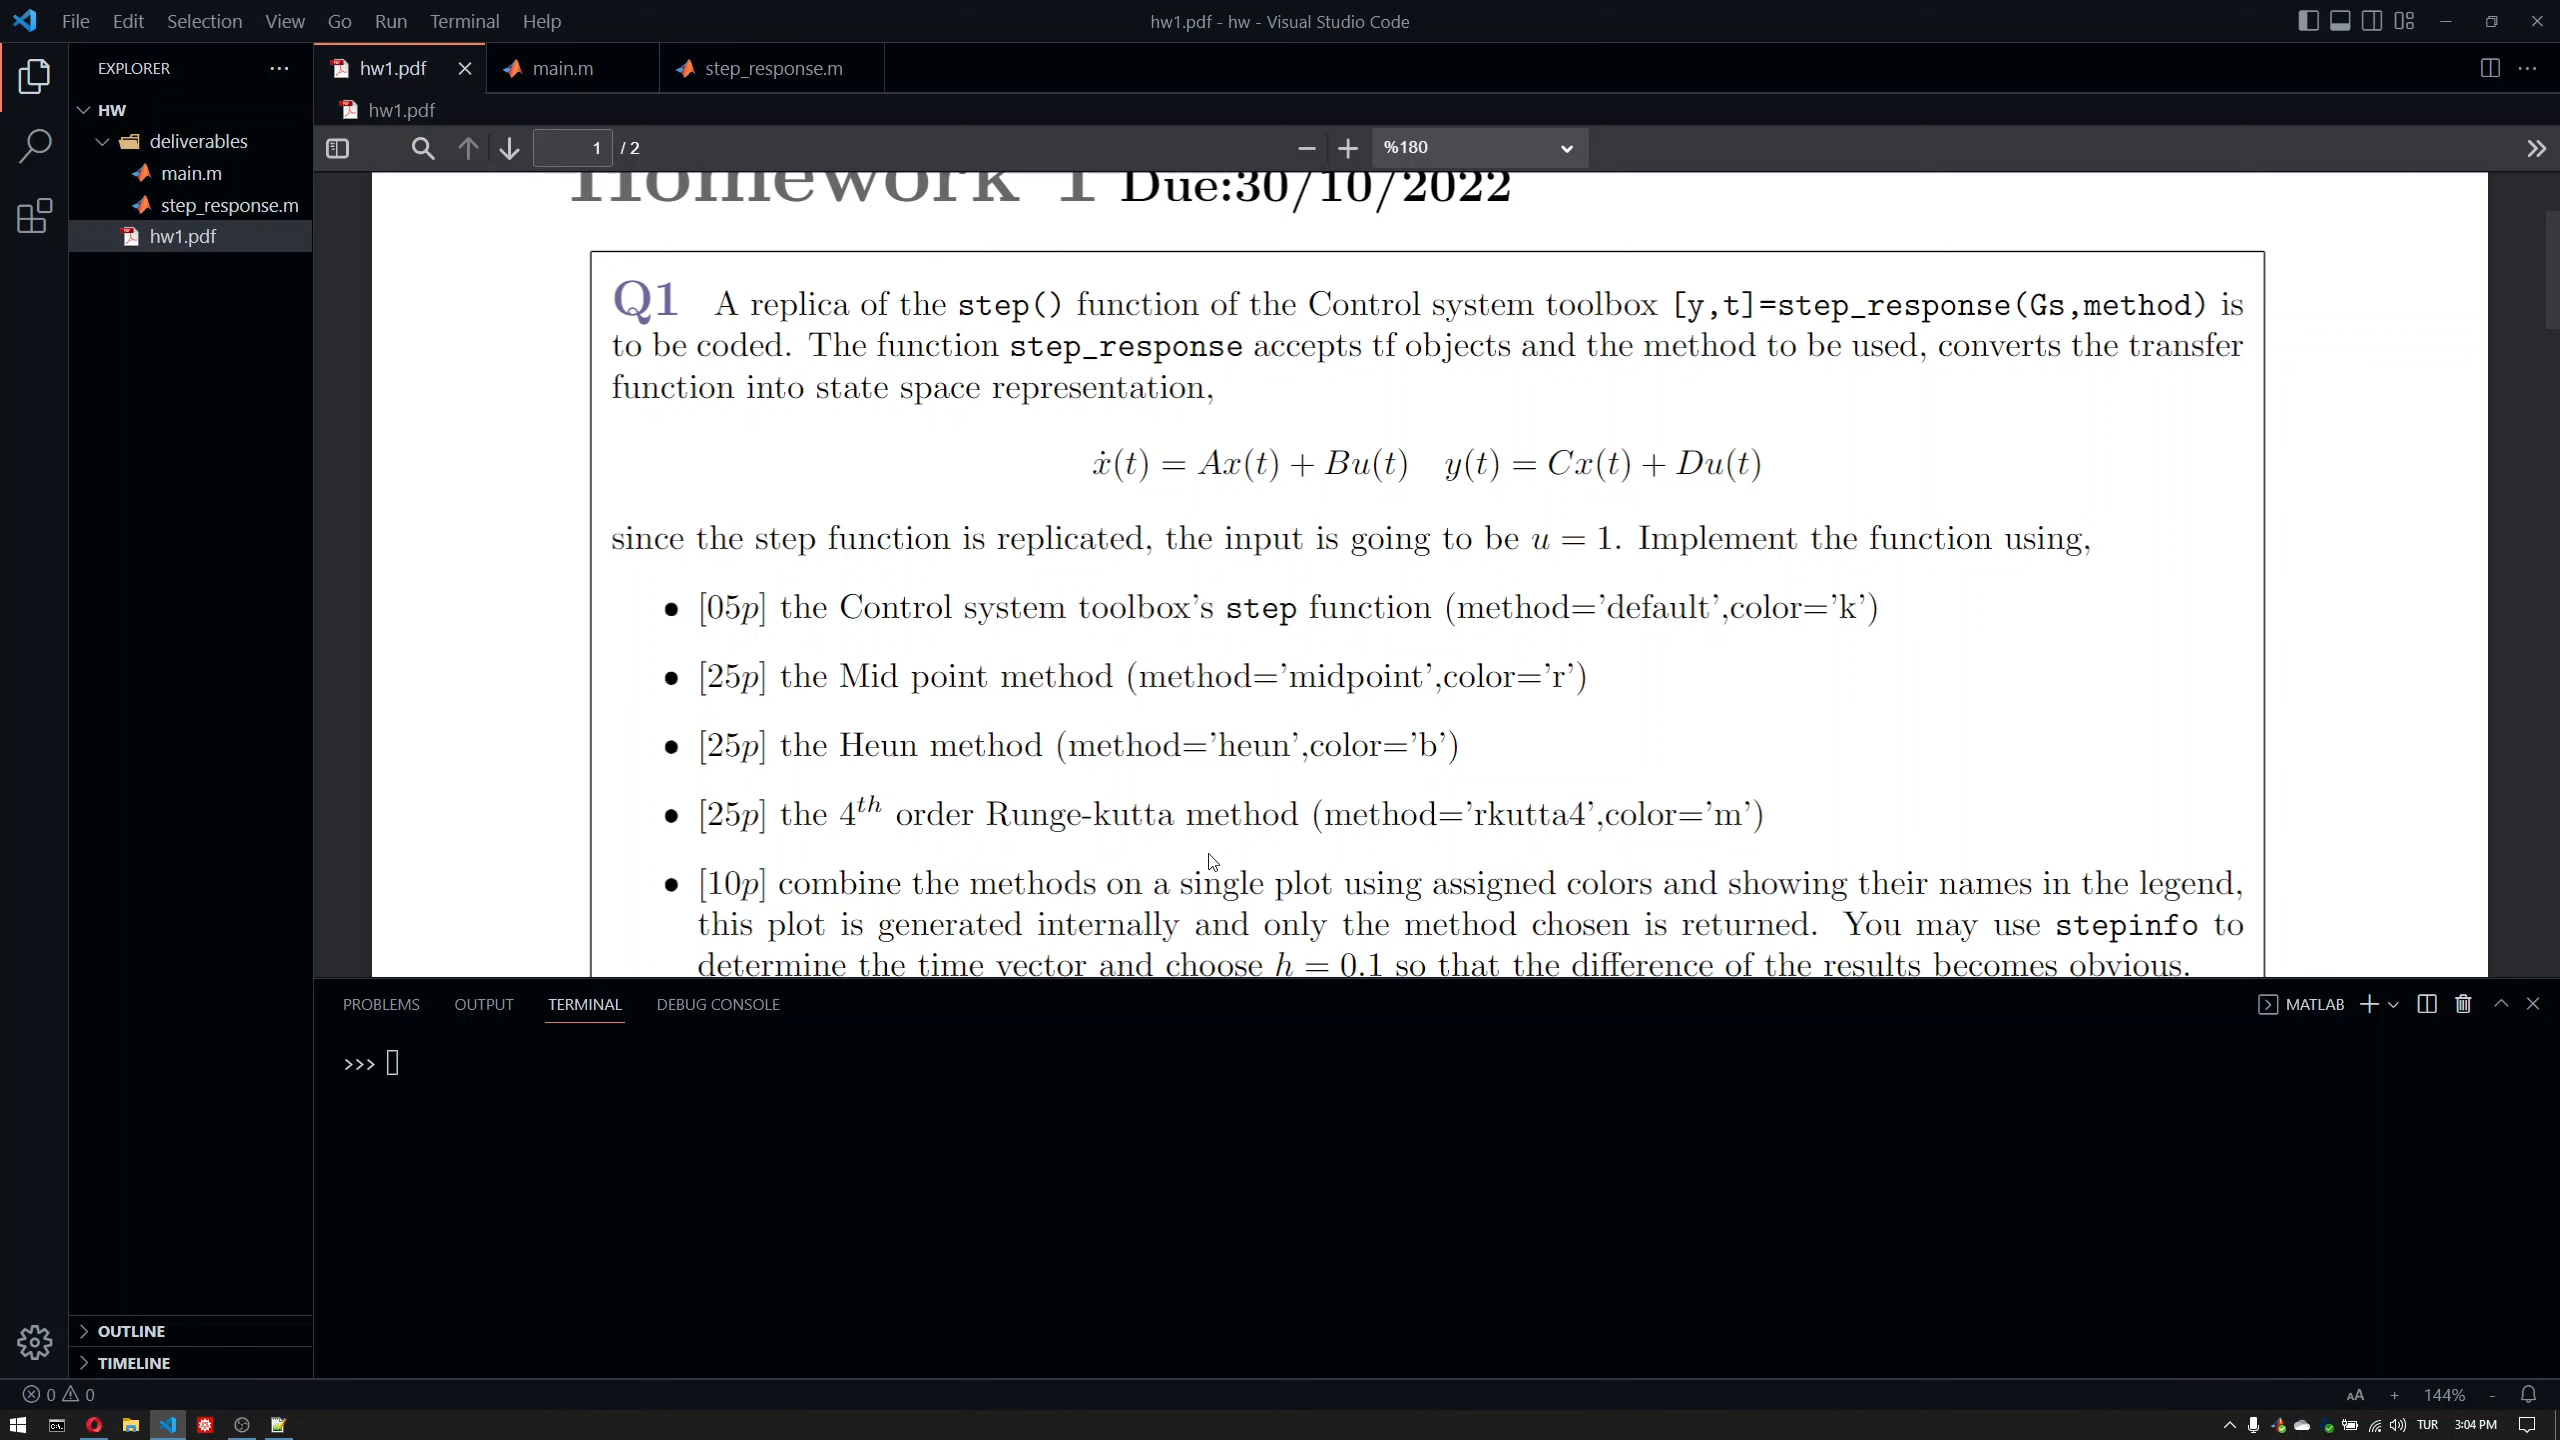 File Edit Selection View Go Run Terminal Help
hw1.pdf - hw - Visual Studio Code
EXPLORER
HW
deliverables
main.m
step_response.m
hw1.pdf
OUTLINE
TIMELINE
hw1.pdf main.m step_response.m
hw1.pdf
1 / 2 %180
Homework 1 Due:30/10/2022
Q1 A replica of the step() function of the Control system toolbox [y,t]=step_response(Gs,method) is
to be coded. The function step_response accepts tf objects and the method to be used, converts the transfer
function into state space representation,
ẋ(t) = Ax(t) + Bu(t) y(t) = Cx(t) + Du(t)
since the step function is replicated, the input is going to be u = 1. Implement the function using,
• [05p] the Control system toolbox's step function (method='default',color='k')
• [25p] the Mid point method (method='midpoint',color='r')
• [25p] the Heun method (method='heun',color='b')
• [25p] the 4th order Runge-kutta method (method='rkutta4',color='m')
• [10p] combine the methods on a single plot using assigned colors and showing their names in the legend,
this plot is generated internally and only the method chosen is returned. You may use stepinfo to
determine the time vector and choose h = 0.1 so that the difference of the results becomes obvious.
PROBLEMS OUTPUT TERMINAL DEBUG CONSOLE
MATLAB
>>>
0 0
AA + 144% -
TUR 3:04 PM